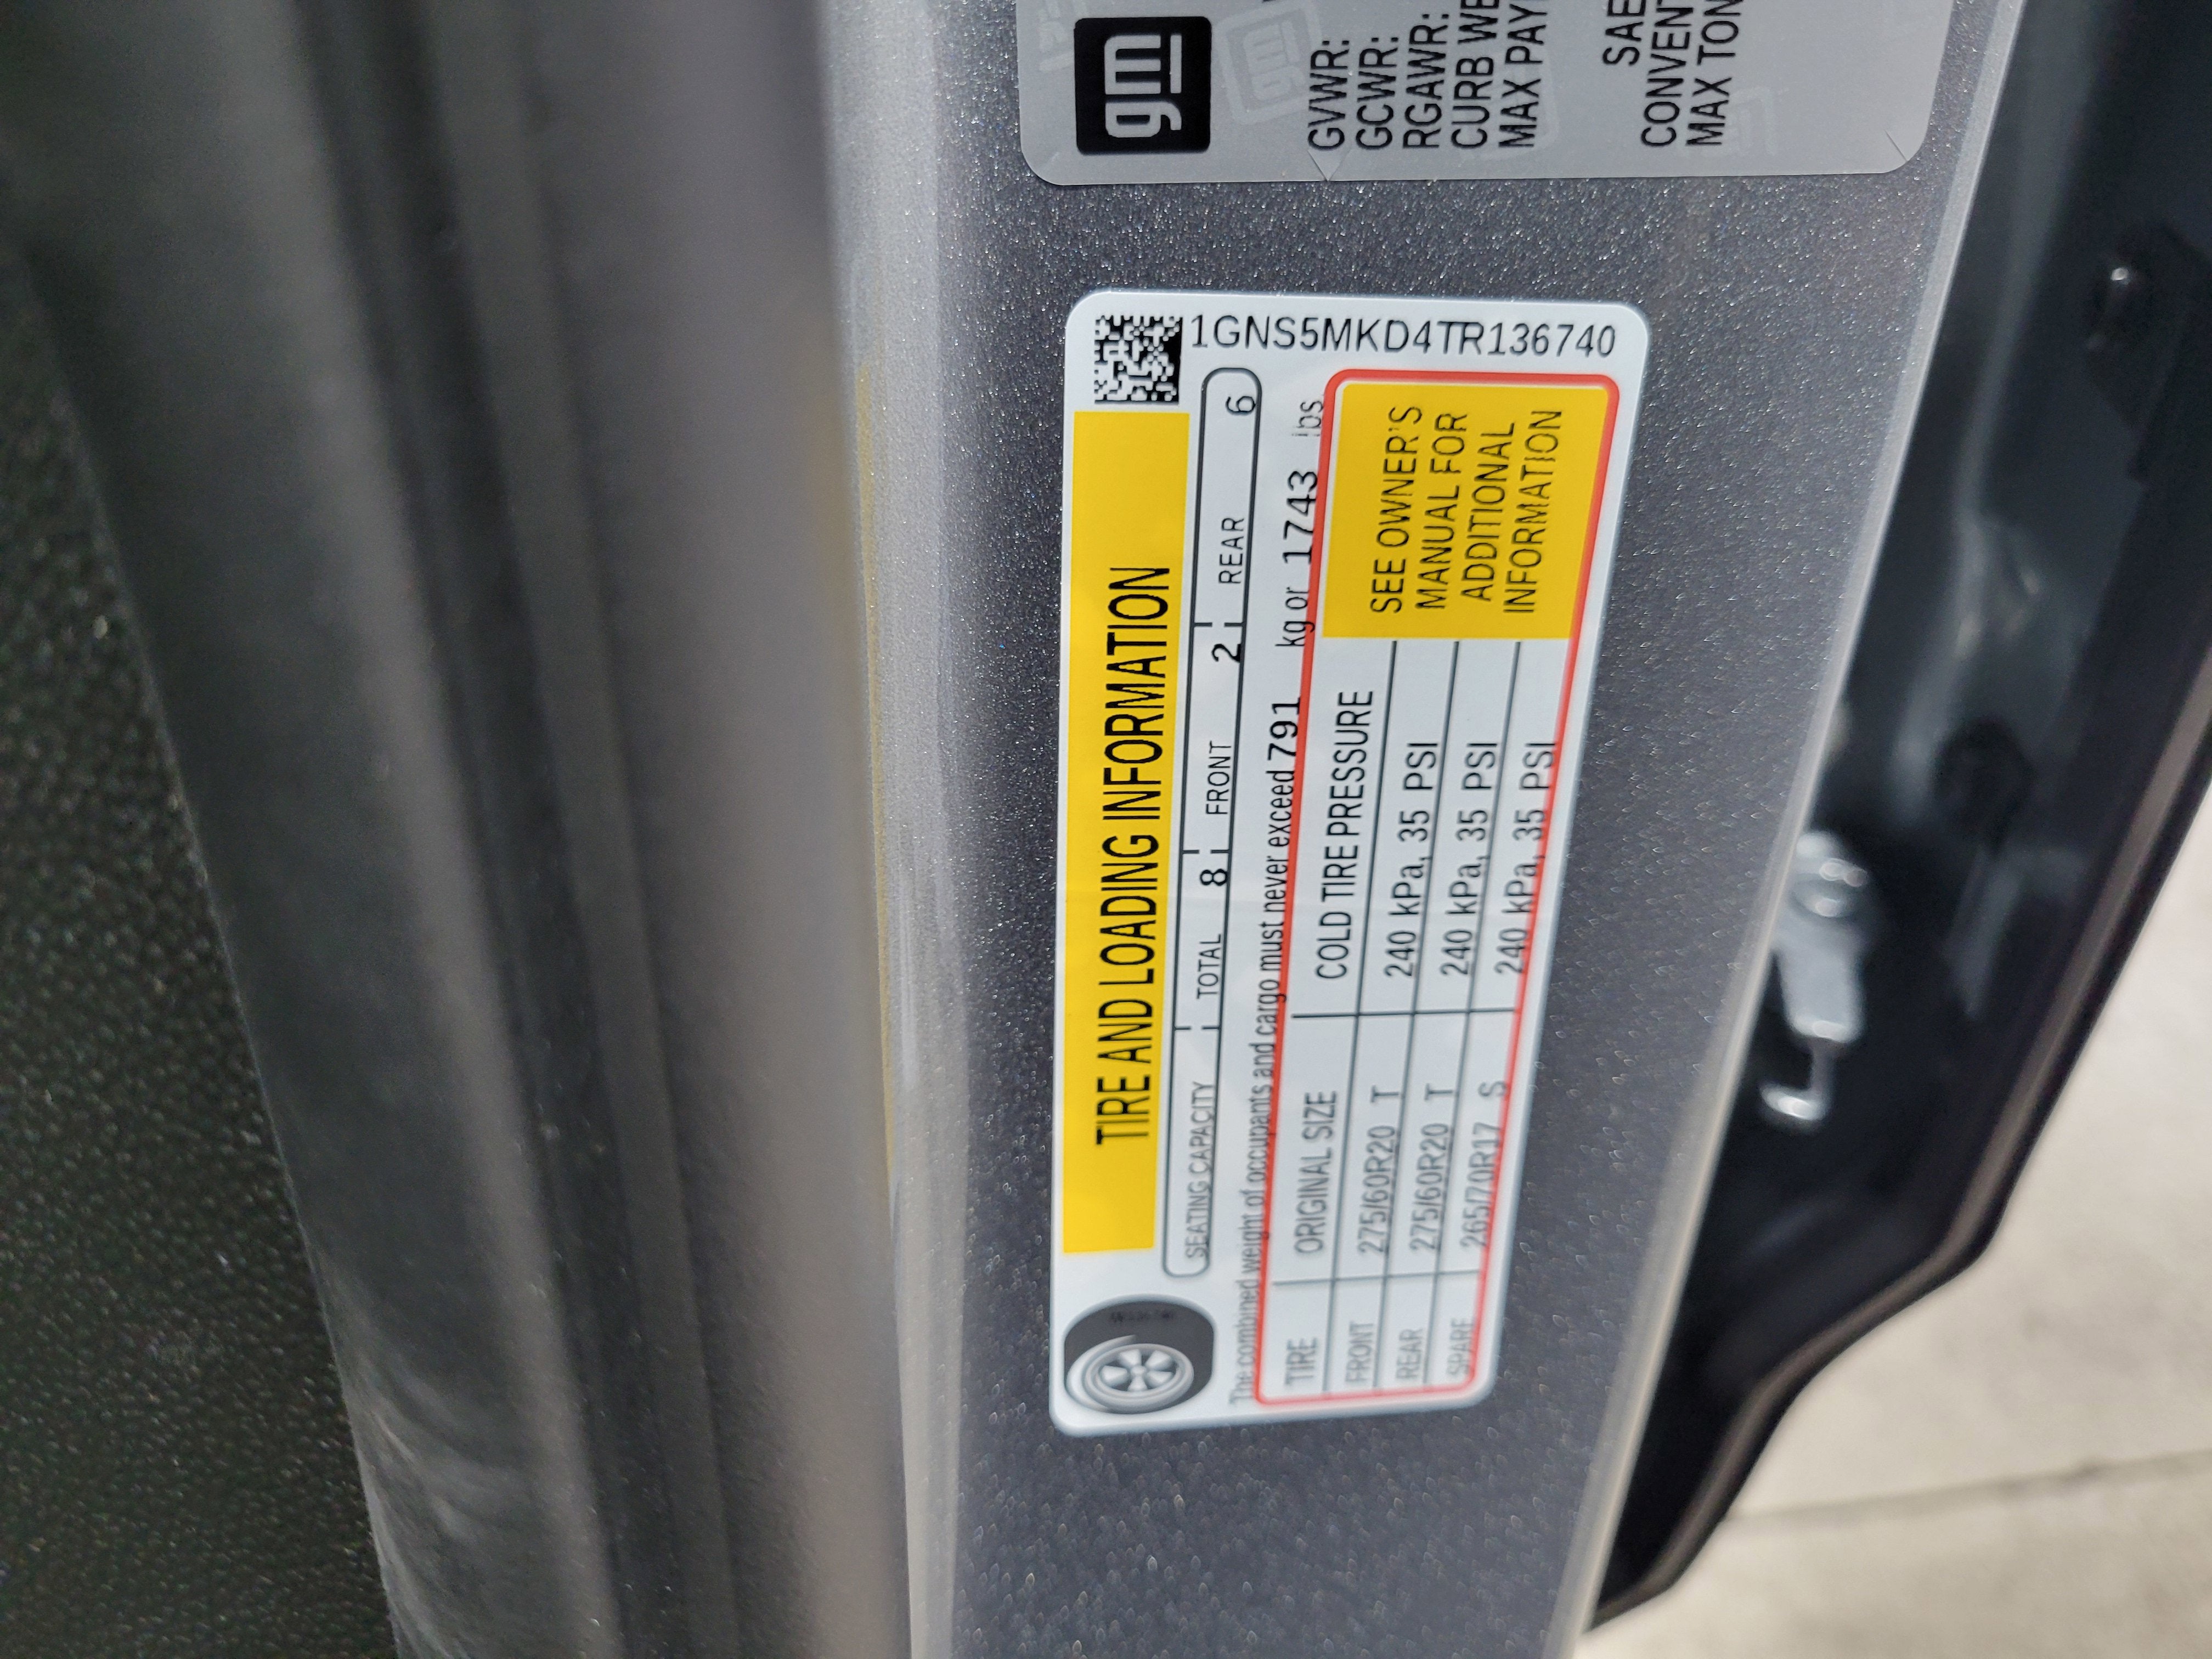 1GNS5MKD4TR136740
TIRE AND LOADING INFORMATION
SEATING CAPACITY TOTAL 8 FRONT 2 REAR 6
The combined weight of occupants and cargo must never exceed 791 kg or 1743 lbs
TIRE ORIGINAL SIZE COLD TIRE PRESSURE
FRONT 275/60R20 T 240 kPa, 35 PSI
REAR 275/60R20 T 240 kPa, 35 PSI
SPARE 265/70R17 S 240 kPa, 35 PSI
SEE OWNER'S
MANUAL FOR
ADDITIONAL
INFORMATION
gm
GVWR:
GCWR:
RGAWR:
CURB WE
MAX PAY
SAE
CONVENT
MAX TON